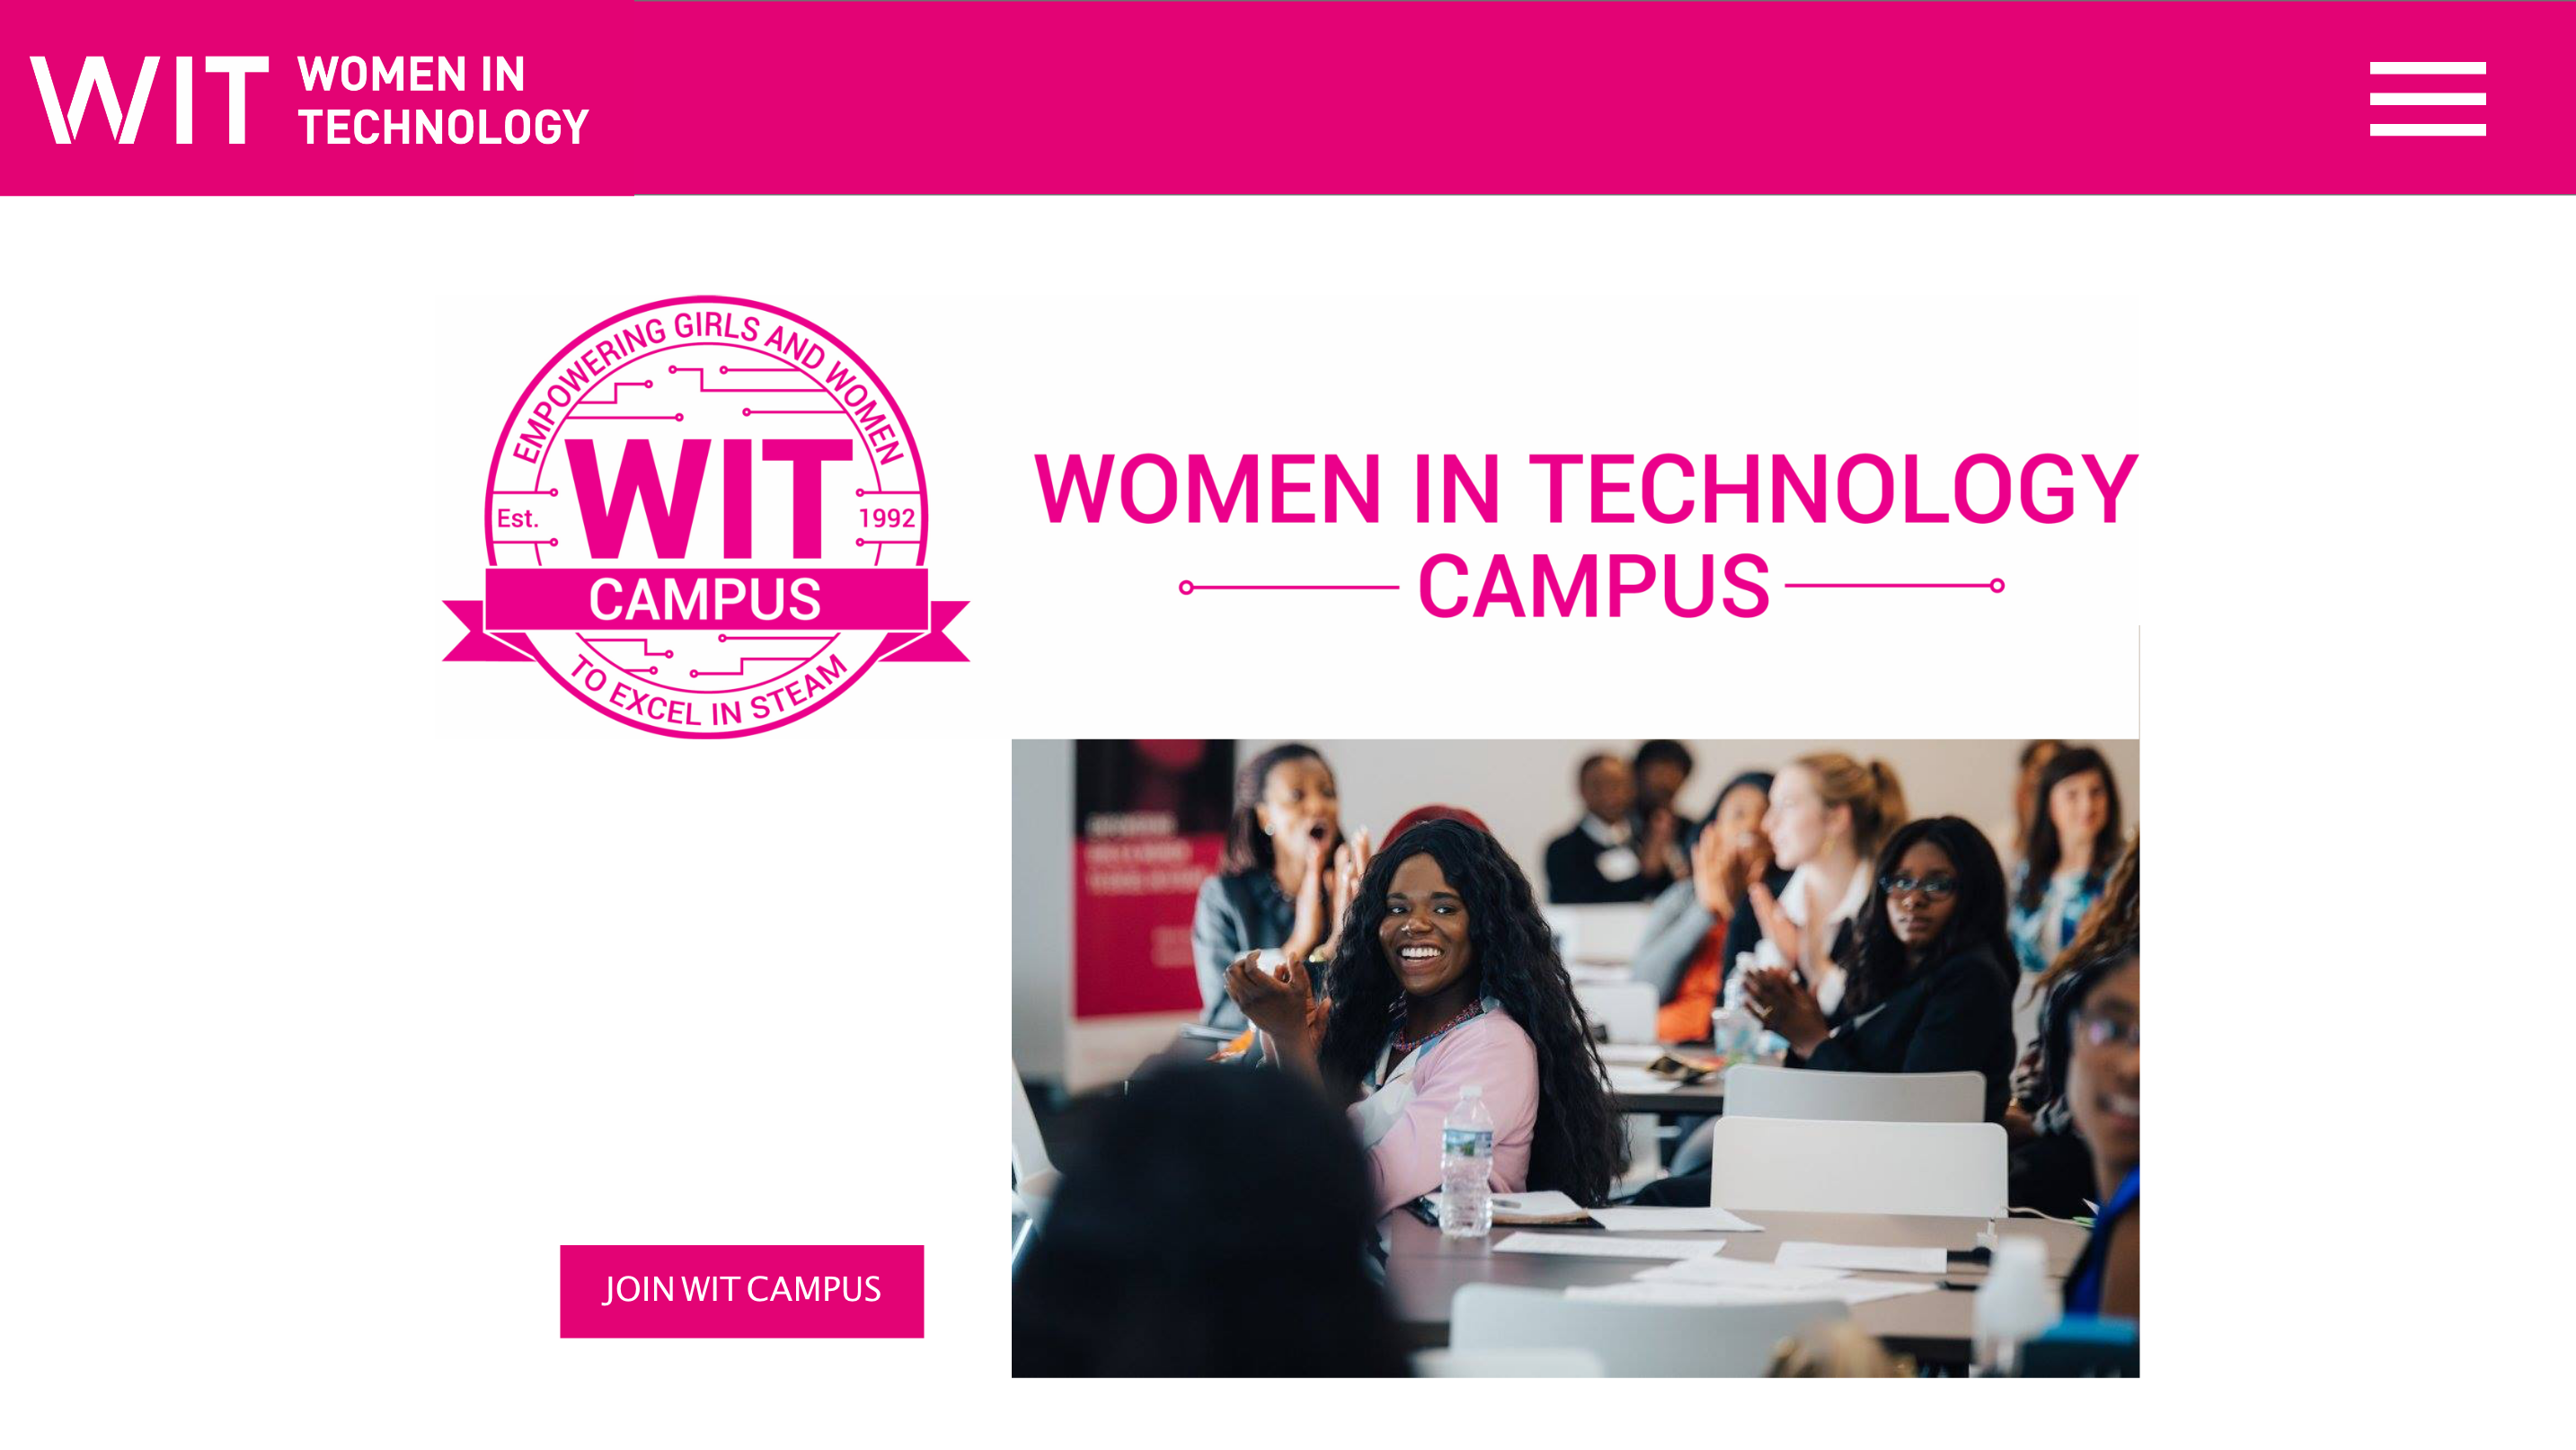 WIT WOMEN IN
TECHNOLOGY
EMPOWERING GIRLS AND WOMEN
WIT
Est. 1992
CAMPUS
TO EXCEL IN STEAM
WOMEN IN TECHNOLOGY
CAMPUS
JOIN WIT CAMPUS